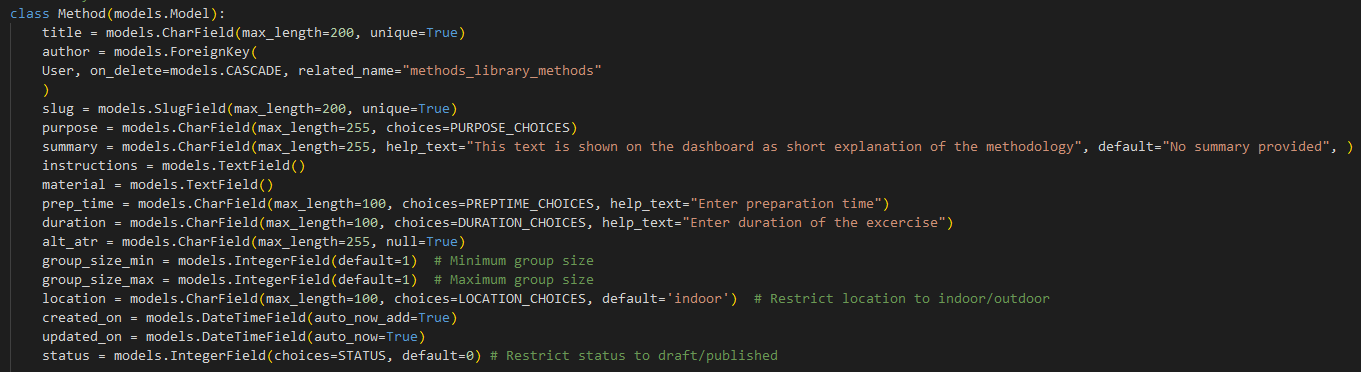 class Method(models.Model):
    title = models.CharField(max_length=200, unique=True)
    author = models.ForeignKey(
    User, on_delete=models.CASCADE, related_name="methods_library_methods"
    )
    slug = models.SlugField(max_length=200, unique=True)
    purpose = models.CharField(max_length=255, choices=PURPOSE_CHOICES)
    summary = models.CharField(max_length=255, help_text="This text is shown on the dashboard as short explanation of the methodology", default="No summary provided", )
    instructions = models.TextField()
    material = models.TextField()
    prep_time = models.CharField(max_length=100, choices=PREPTIME_CHOICES, help_text="Enter preparation time")
    duration = models.CharField(max_length=100, choices=DURATION_CHOICES, help_text="Enter duration of the excercise")
    alt_atr = models.CharField(max_length=255, null=True)
    group_size_min = models.IntegerField(default=1)  # Minimum group size
    group_size_max = models.IntegerField(default=1)  # Maximum group size
    location = models.CharField(max_length=100, choices=LOCATION_CHOICES, default='indoor')  # Restrict location to indoor/outdoor
    created_on = models.DateTimeField(auto_now_add=True)
    updated_on = models.DateTimeField(auto_now=True)
    status = models.IntegerField(choices=STATUS, default=0) # Restrict status to draft/published